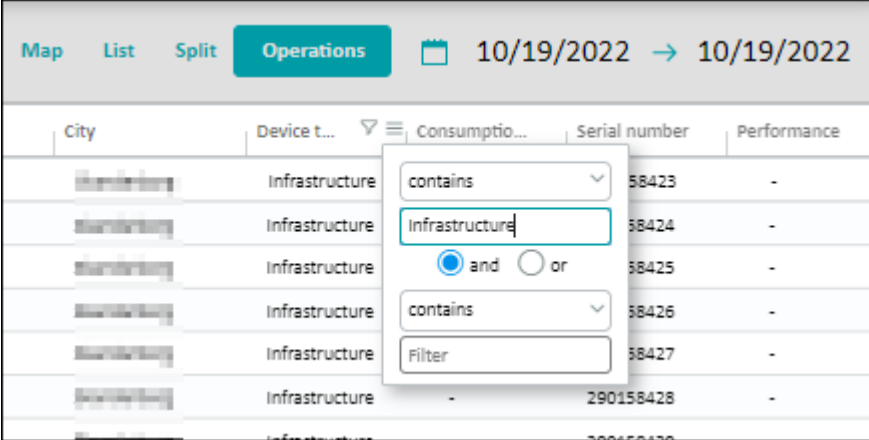 Map List Split Operations 10/19/2022 → 10/19/2022
City Device t... Consumptio... Serial number Performance
Infrastructure contains 58423 -
Infrastructure Infrastructure 58424 -
Infrastructure and or 58425 -
Infrastructure contains 58426 -
Infrastructure Filter 58427 -
Infrastructure - 290158428 -